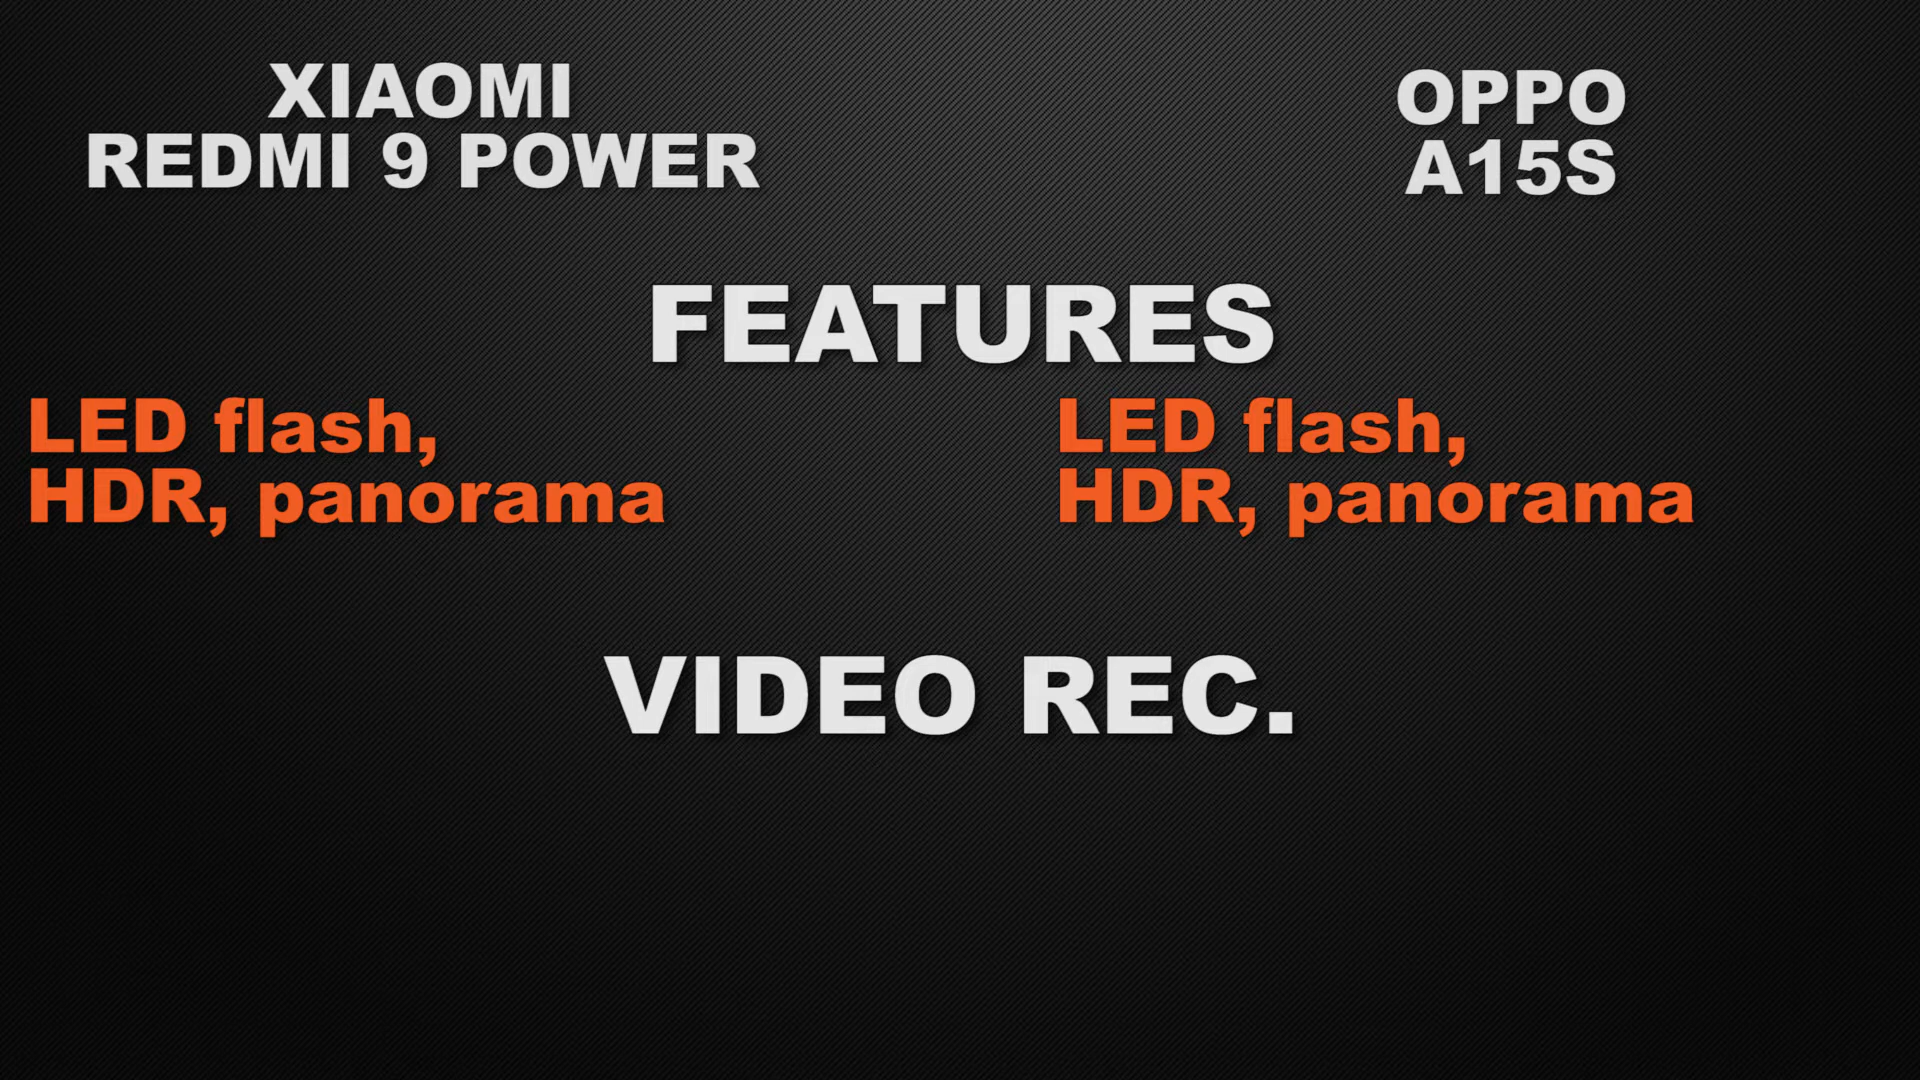 XIAOMI
REDMI 9 POWER
OPPO
A15S
FEATURES
LED flash,
HDR, panorama
LED flash,
HDR, panorama
VIDEO REC.